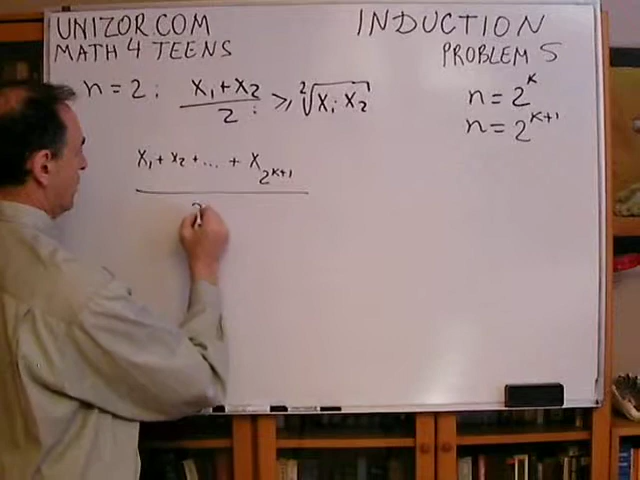 UNIZOR.COM
MATH 4 TEENS
INDUCTION
PROBLEM 5
n = 2 : (x₁ + x₂)/2 ≥ ²√(x₁ · x₂)
n = 2^K
n = 2^(K+1)
x₁ + x₂ + ... + x_(2^(K+1))